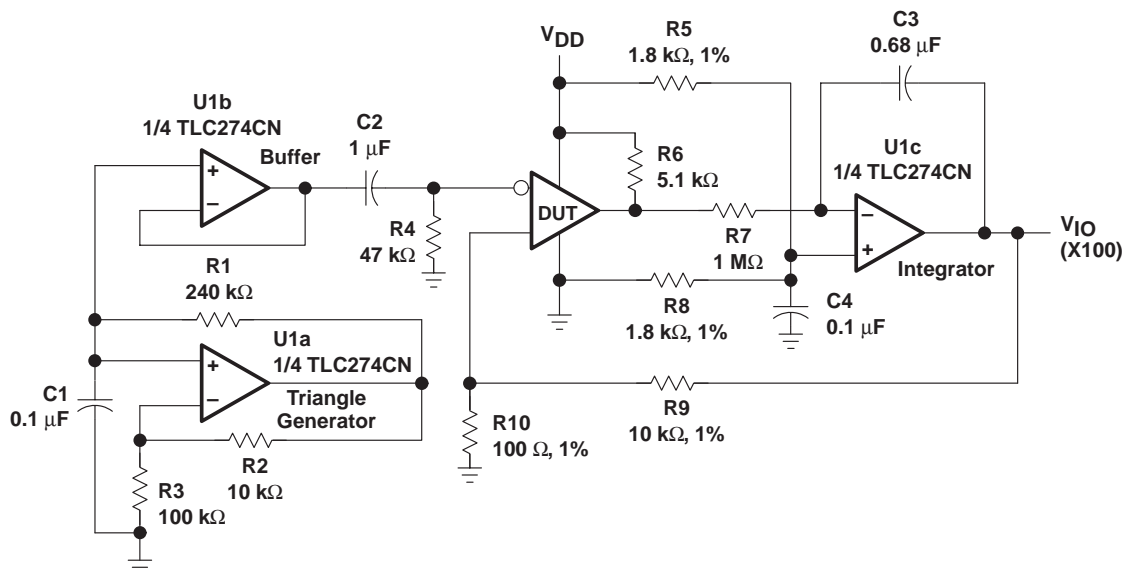 V_DD
R5
1.8 kΩ, 1%
C3
0.68 μF
U1b
1/4 TLC274CN
Buffer
C2
1 μF
R4
47 kΩ
+
−
DUT
R6
5.1 kΩ
R7
1 MΩ
U1c
1/4 TLC274CN
−
+
Integrator
V_IO
(X100)
R1
240 kΩ
R8
1.8 kΩ, 1%
C4
0.1 μF
U1a
1/4 TLC274CN
+
−
Triangle
Generator
C1
0.1 μF
R2
10 kΩ
R3
100 kΩ
R9
10 kΩ, 1%
R10
100 Ω, 1%